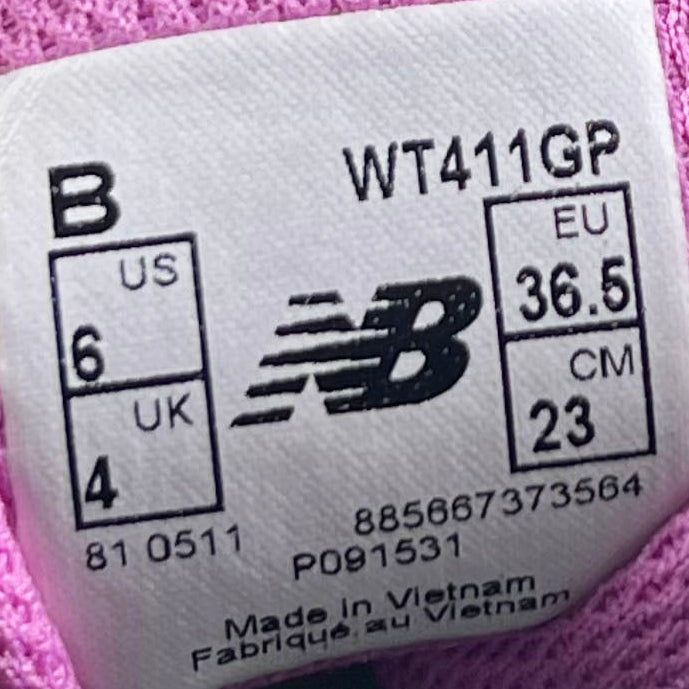 B WT411GP
US EU
6 36.5
UK CM
4 23
NB
81 0511 885667373564
P091531
Made in Vietnam
Fabriqué au Vietnam